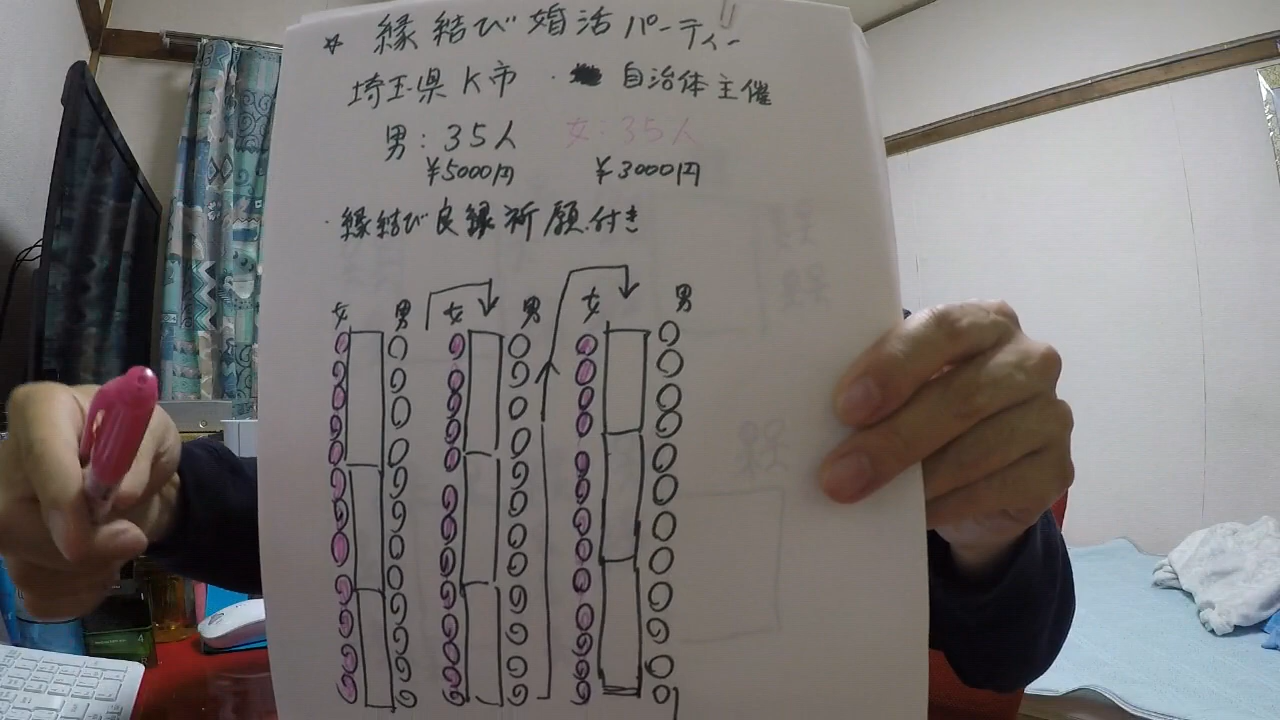 ☆ 縁結び婚活パーティー!!
埼玉県K市 ・ 自治体主催
男:35人 女:35人
¥5000円 ¥3000円
・縁結び良縁祈願付き
女 男 女 男 女 男